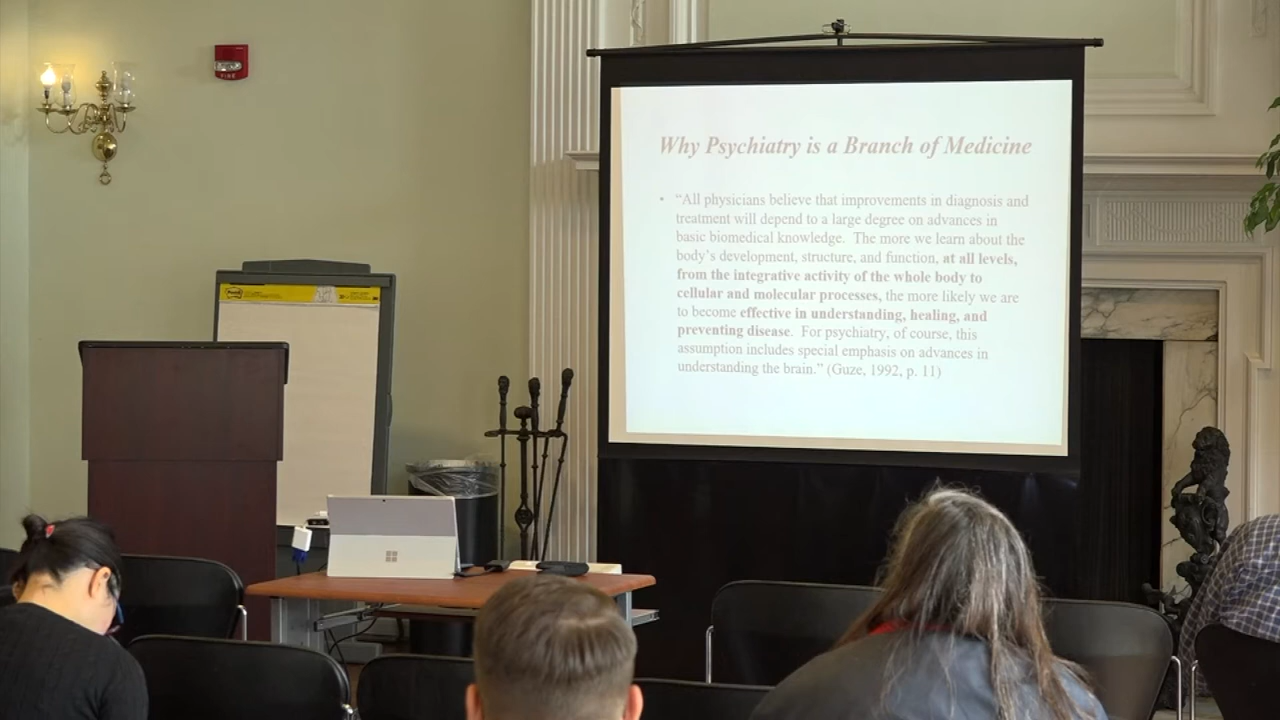 FIRE
Why Psychiatry is a Branch of Medicine
• “All physicians believe that improvements in diagnosis and
treatment will depend to a large degree on advances in
basic biomedical knowledge. The more we learn about the
body’s development, structure, and function, at all levels,
from the integrative activity of the whole body to
cellular and molecular processes, the more likely we are
to become effective in understanding, healing, and
preventing disease. For psychiatry, of course, this
assumption includes special emphasis on advances in
understanding the brain.” (Guze, 1992, p. 11)
Post-it